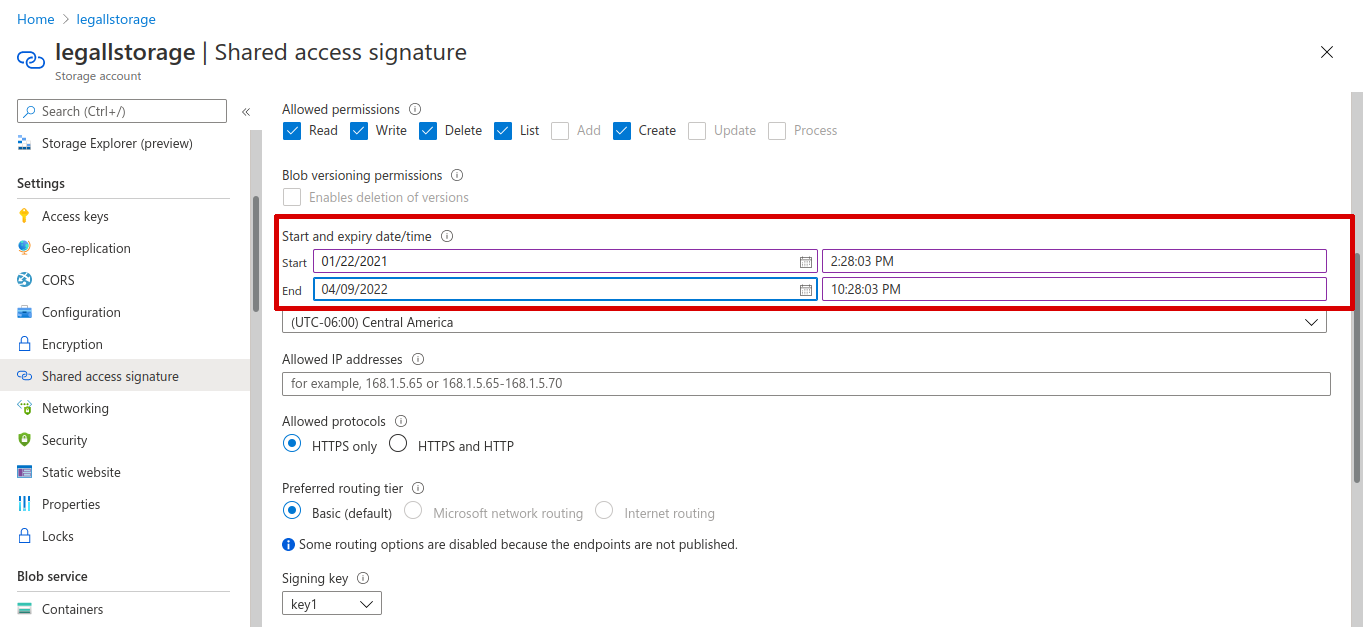 Home > legallstorage
legallstorage | Shared access signature
Storage account
Search (Ctrl+/)
«
Storage Explorer (preview)
Settings
Access keys
Geo-replication
CORS
Configuration
Encryption
Shared access signature
Networking
Security
Static website
Properties
Locks
Blob service
Containers
Allowed permissions
Read Write Delete List Add Create Update Process
Blob versioning permissions
Enables deletion of versions
Start and expiry date/time
Start 01/22/2021 2:28:03 PM
End 04/09/2022 10:28:03 PM
(UTC-06:00) Central America
Allowed IP addresses
for example, 168.1.5.65 or 168.1.5.65-168.1.5.70
Allowed protocols
HTTPS only HTTPS and HTTP
Preferred routing tier
Basic (default) Microsoft network routing Internet routing
Some routing options are disabled because the endpoints are not published.
Signing key
key1